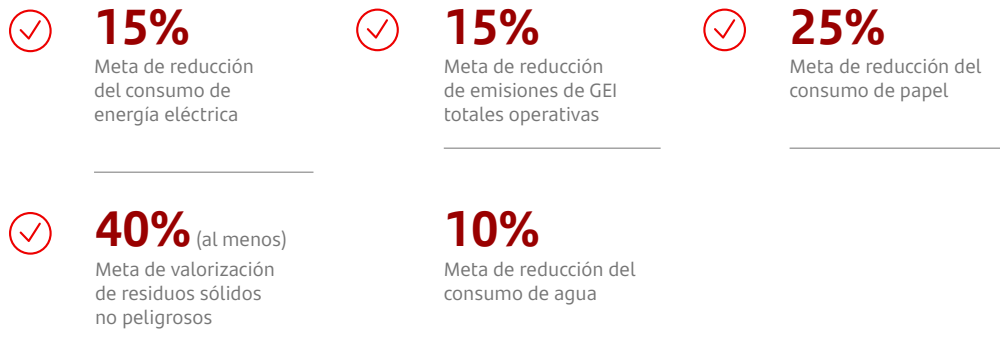 15%
Meta de reducción
del consumo de
energía eléctrica
15%
Meta de reducción
de emisiones de GEI
totales operativas
25%
Meta de reducción del
consumo de papel
40% (al menos)
Meta de valorización
de residuos sólidos
no peligrosos
10%
Meta de reducción del
consumo de agua